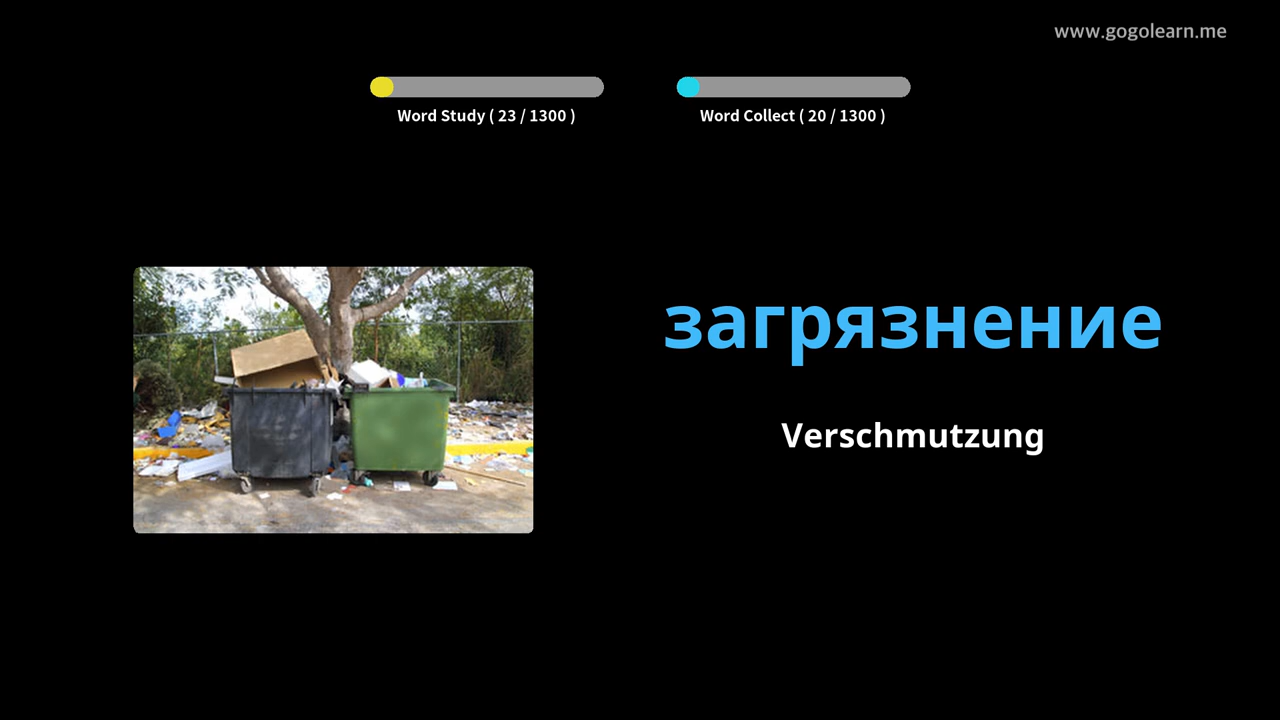 www.gogolearn.me
Word Study ( 23 / 1300 )
Word Collect ( 20 / 1300 )
загрязнение
Verschmutzung